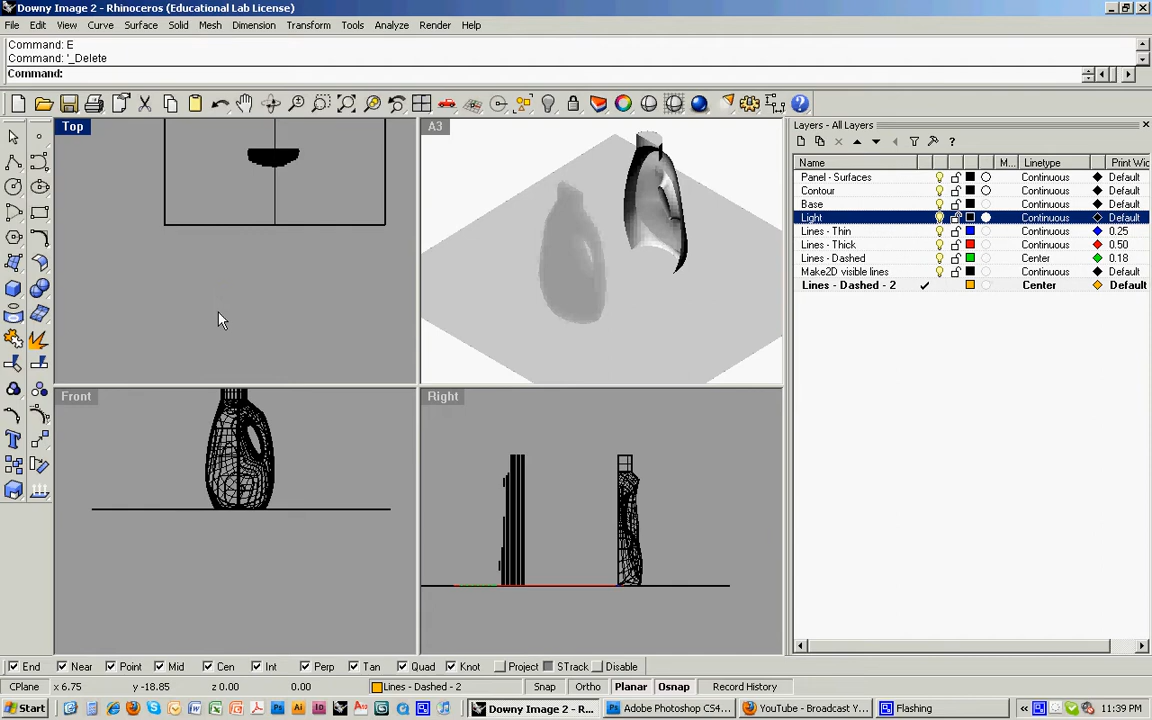 Downy Image 2 - Rhinoceros (Educational Lab License)
File Edit View Curve Surface Solid Mesh Dimension Transform Tools Analyze Render Help
Command: E
Command: '_Delete
Command:
Top
A3
Front
Right
Layers - All Layers
Name M... Linetype Print Wic
Panel - Surfaces Continuous Default
Contour Continuous Default
Base Continuous Default
Light Continuous Default
Lines - Thin Continuous 0.25
Lines - Thick Continuous 0.50
Lines - Dashed Center 0.18
Make2D visible lines Continuous Default
Lines - Dashed - 2 Center Default
End Near Point Mid Cen Int Perp Tan Quad Knot Project STrack Disable
CPlane x 6.75 y -18.85 z 0.00 0.00 Lines - Dashed - 2 Snap Ortho Planar Osnap Record History
Start Downy Image 2 - R... Adobe Photoshop CS4... YouTube - Broadcast Y... Flashing 11:39 PM